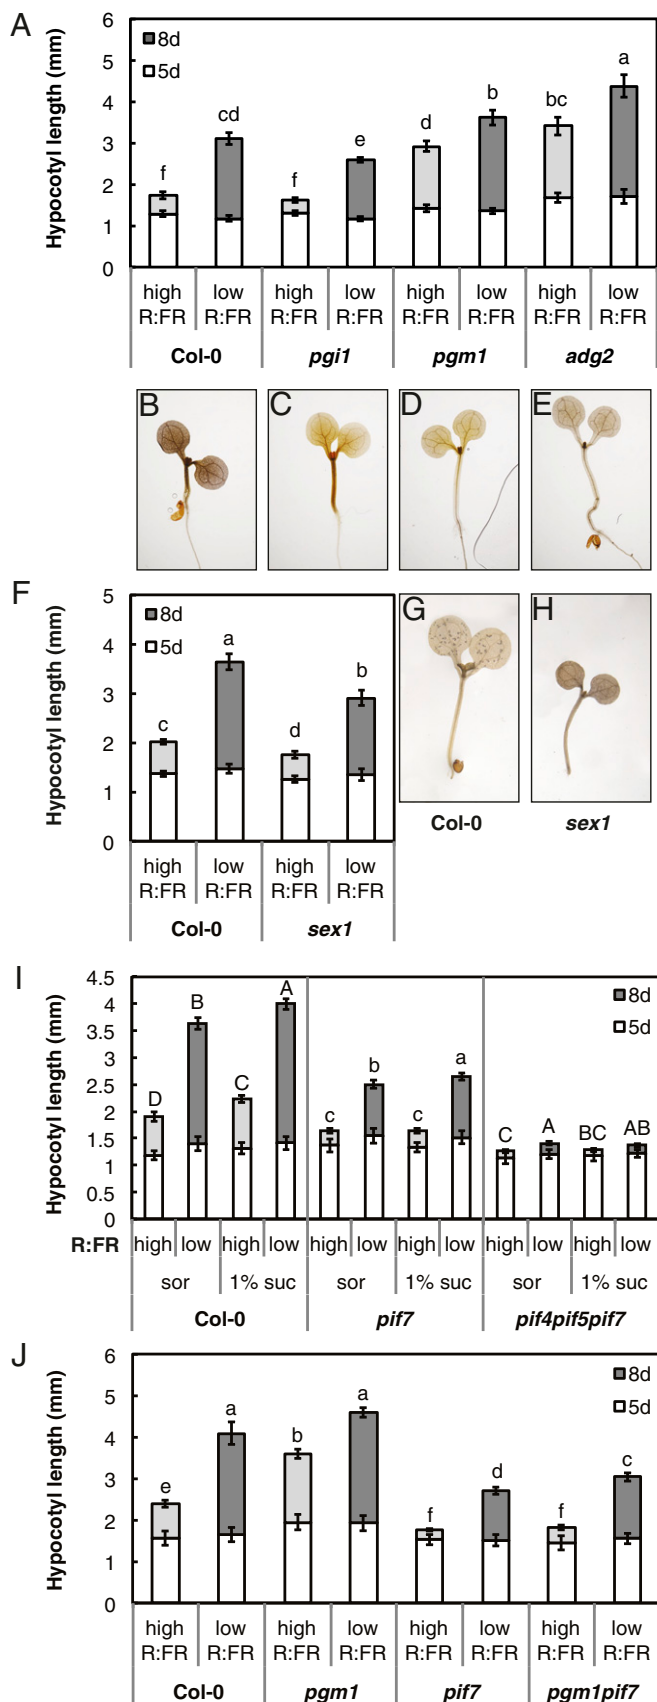 A
Hypocotyl length (mm)
6
5
4
3
2
1
0
8d
5d
f
cd
f
e
d
b
bc
a
high R:FR
low R:FR
high R:FR
low R:FR
high R:FR
low R:FR
high R:FR
low R:FR
Col-0
pgi1
pgm1
adg2
B
C
D
E
F
Hypocotyl length (mm)
5
4
3
2
1
0
8d
5d
c
a
d
b
high R:FR
low R:FR
high R:FR
low R:FR
Col-0
sex1
G
H
Col-0
sex1
I
Hypocotyl length (mm)
4.5
4
3.5
3
2.5
2
1.5
1
0.5
0
8d
5d
D
B
C
A
c
b
c
a
C
A
BC
AB
R:FR
high low high low high low high low high low high low
sor 1% suc sor 1% suc sor 1% suc
Col-0 pif7 pif4pif5pif7
J
Hypocotyl length (mm)
6
5
4
3
2
1
0
8d
5d
e
a
b
a
f
d
f
c
high R:FR
low R:FR
high R:FR
low R:FR
high R:FR
low R:FR
high R:FR
low R:FR
Col-0
pgm1
pif7
pgm1pif7